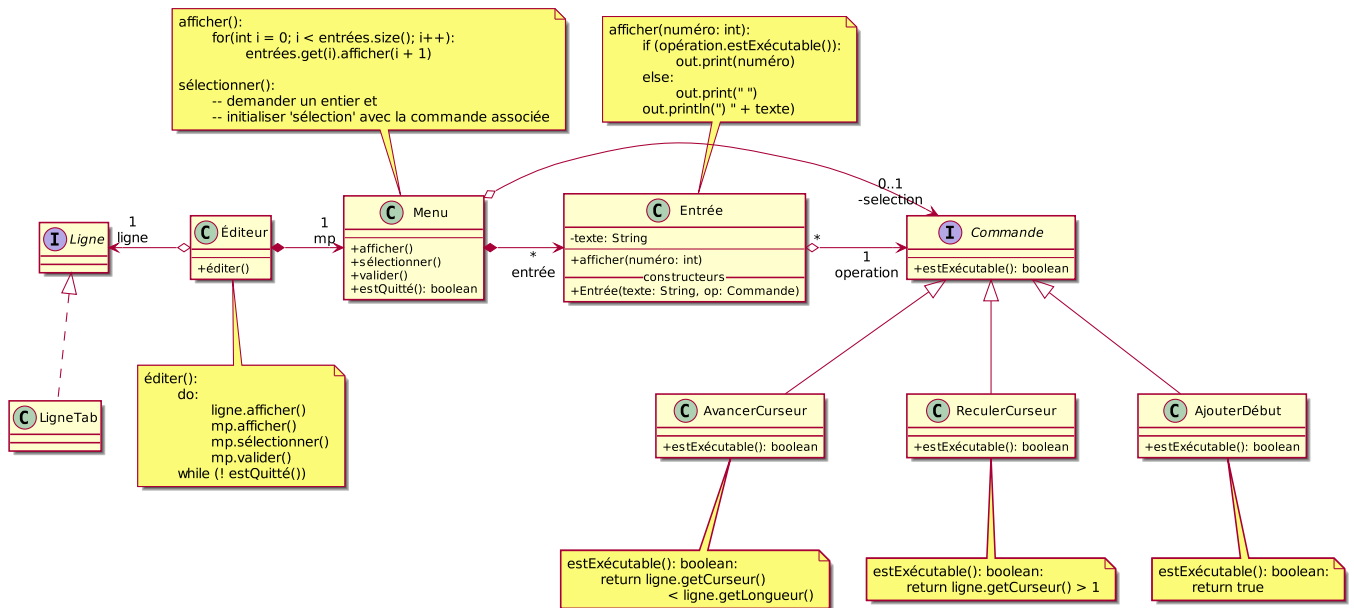 afficher():
for(int i = 0; i < entrées.size(); i++):
entrées.get(i).afficher(i + 1)
sélectionner():
-- demander un entier et
-- initialiser 'sélection' avec la commande associée
afficher(numéro: int):
if (opération.estExécutable()):
out.print(numéro)
else:
out.print(" ")
out.println(") " + texte)
I Ligne
1
ligne
C Éditeur
+éditer()
1
mp
C Menu
+afficher()
+sélectionner()
+valider()
+estQuitté(): boolean
*
entrée
C Entrée
-texte: String
+afficher(numéro: int)
constructeurs
+Entrée(texte: String, op: Commande)
0..1
-selection
*
1
operation
I Commande
+estExécutable(): boolean
C LigneTab
éditer():
do:
ligne.afficher()
mp.afficher()
mp.sélectionner()
mp.valider()
while (! estQuitté())
C AvancerCurseur
+estExécutable(): boolean
C ReculerCurseur
+estExécutable(): boolean
C AjouterDébut
+estExécutable(): boolean
estExécutable(): boolean:
return ligne.getCurseur()
< ligne.getLongueur()
estExécutable(): boolean:
return ligne.getCurseur() > 1
estExécutable(): boolean:
return true